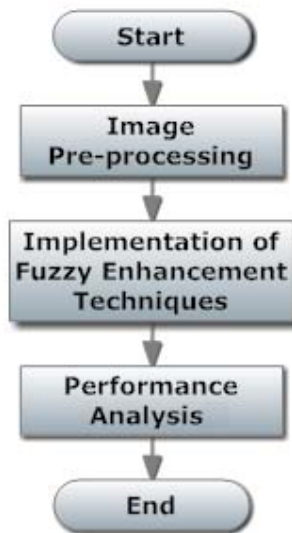 Start
Image
Pre-processing
Implementation of
Fuzzy Enhancement
Techniques
Performance
Analysis
End